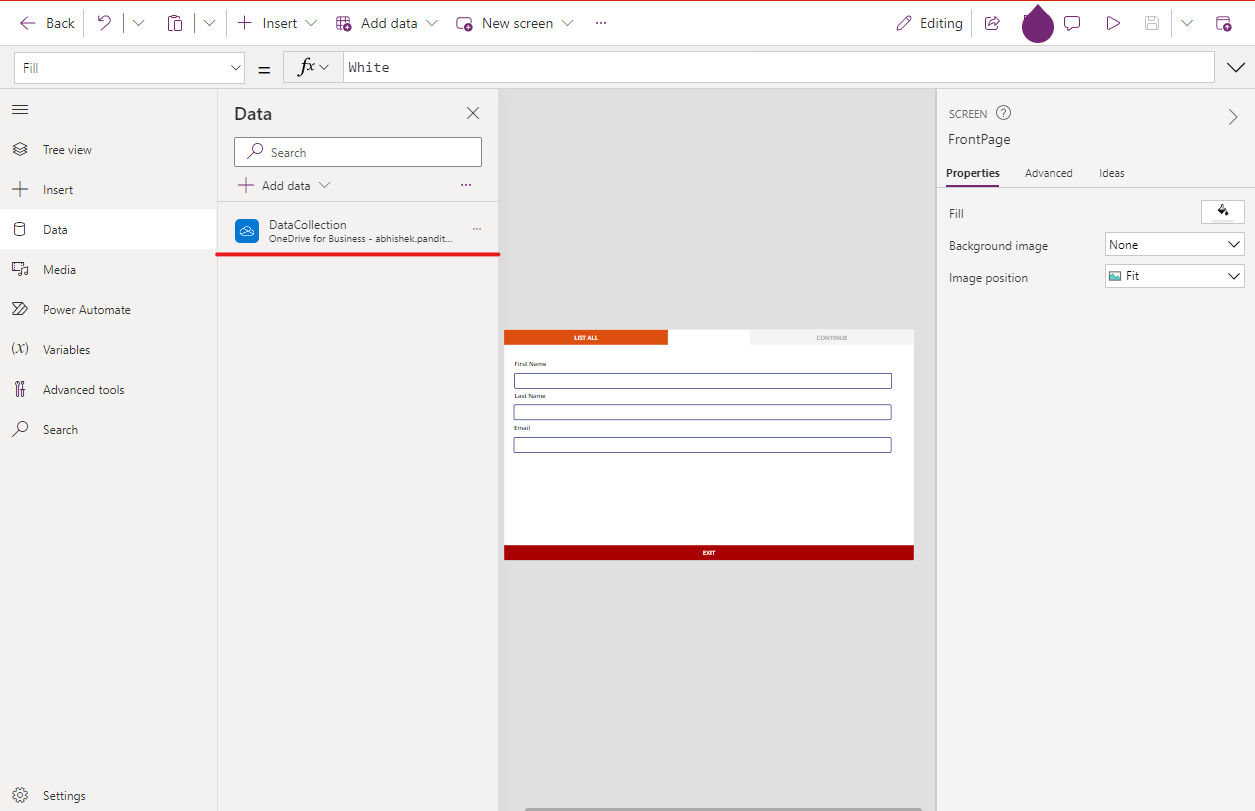 Back
Insert
Add data
New screen
Editing
Fill
=
fx
White
Tree view
Insert
Data
Media
Power Automate
(x) Variables
Advanced tools
Search
Settings
Data
Search
Add data
DataCollection
OneDrive for Business - abhishek.pandit...
LIST ALL
CONTINUE
First Name
Last Name
Email
EXIT
SCREEN
FrontPage
Properties Advanced Ideas
Fill
Background image None
Image position Fit